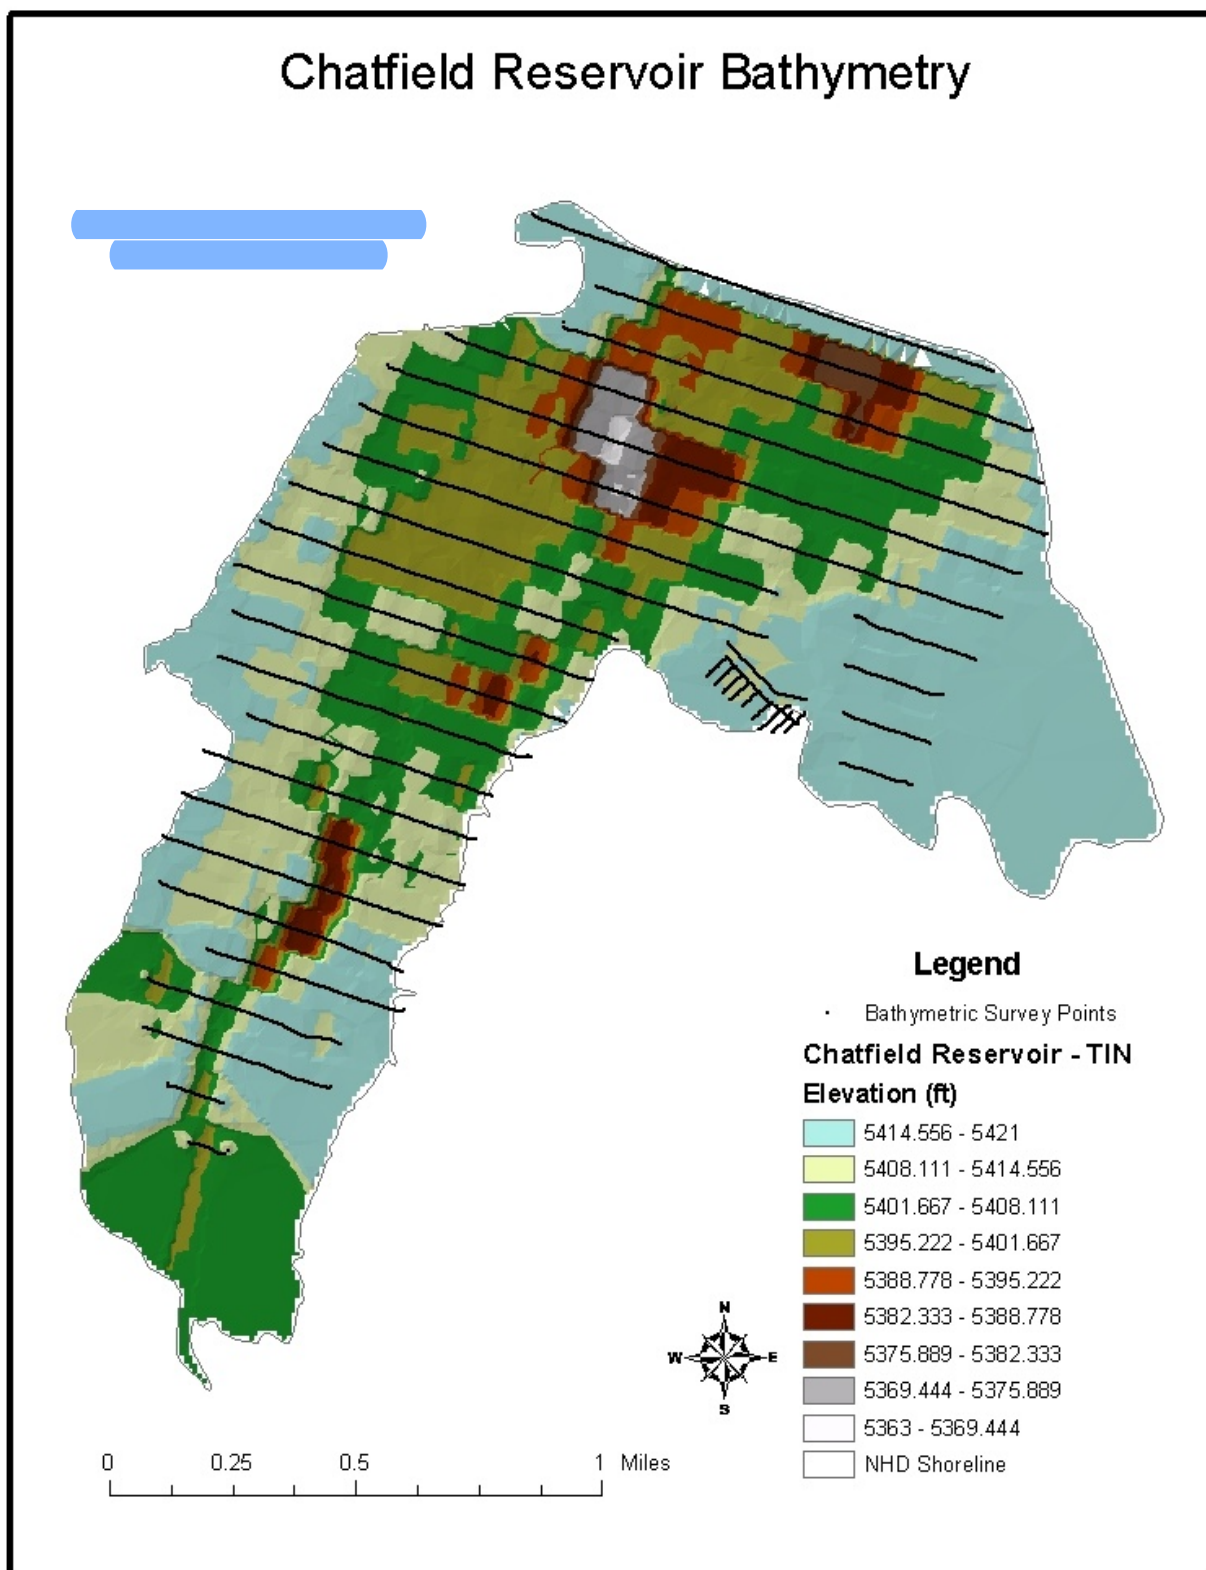 Chatfield Reservoir Bathymetry
Legend
Bathymetric Survey Points
Chatfield Reservoir - TIN
Elevation (ft)
5414.556 - 5421
5408.111 - 5414.556
5401.667 - 5408.111
5395.222 - 5401.667
5388.778 - 5395.222
5382.333 - 5388.778
5375.889 - 5382.333
5369.444 - 5375.889
5363 - 5369.444
NHD Shoreline
N
W E
S
0 0.25 0.5 1 Miles